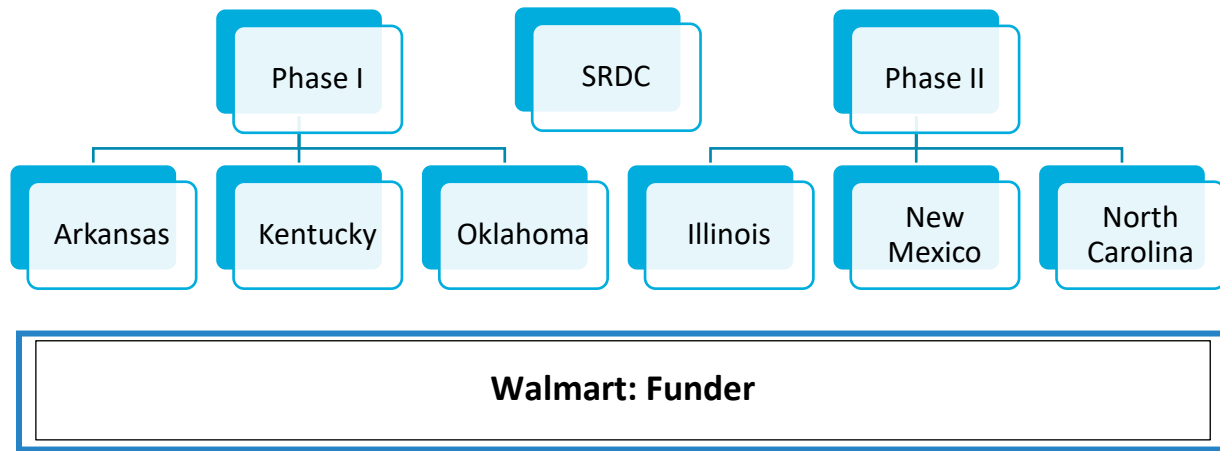 Phase I
SRDC
Phase II
Arkansas
Kentucky
Oklahoma
Illinois
New
Mexico
North
Carolina
Walmart: Funder